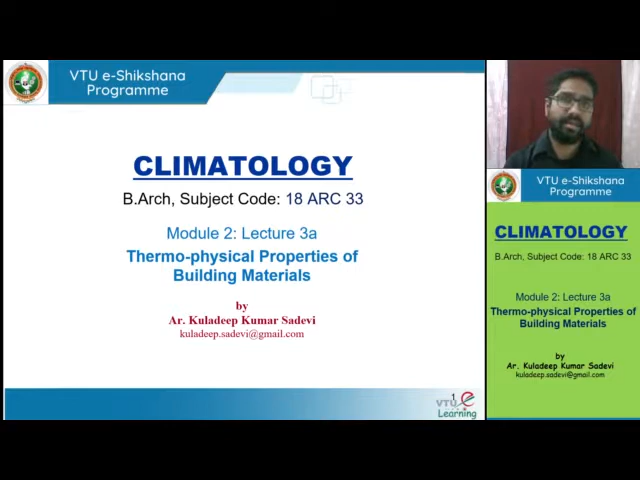 VTU e-Shikshana
Programme
CLIMATOLOGY
B.Arch, Subject Code: 18 ARC 33
Module 2: Lecture 3a
Thermo-physical Properties of
Building Materials
by
Ar. Kuladeep Kumar Sadevi
kuladeep.sadevi@gmail.com
1
VTU e
Learning
VTU e-Shikshana
Programme
CLIMATOLOGY
B.Arch, Subject Code: 18 ARC 33
Module 2: Lecture 3a
Thermo-physical Properties of
Building Materials
by
Ar. Kuladeep Kumar Sadevi
kuladeep.sadevi@gmail.com